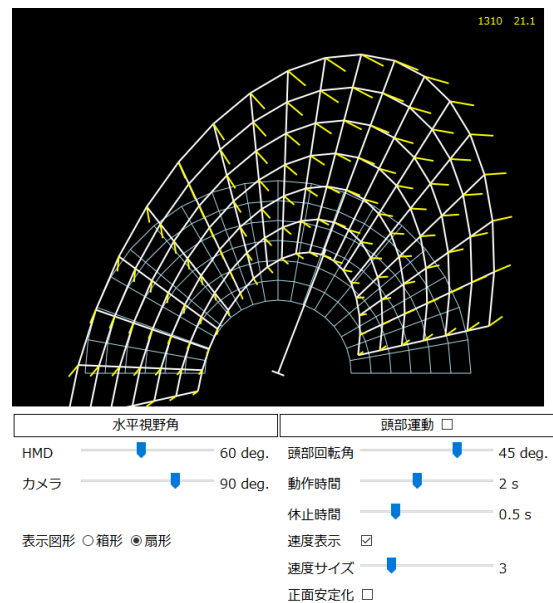 1310 21.1
水平視野角
HMD 60 deg.
カメラ 90 deg.
表示図形 箱形 扇形
頭部運動
頭部回転角 45 deg.
動作時間 2 s
休止時間 0.5 s
速度表示
速度サイズ 3
正面安定化